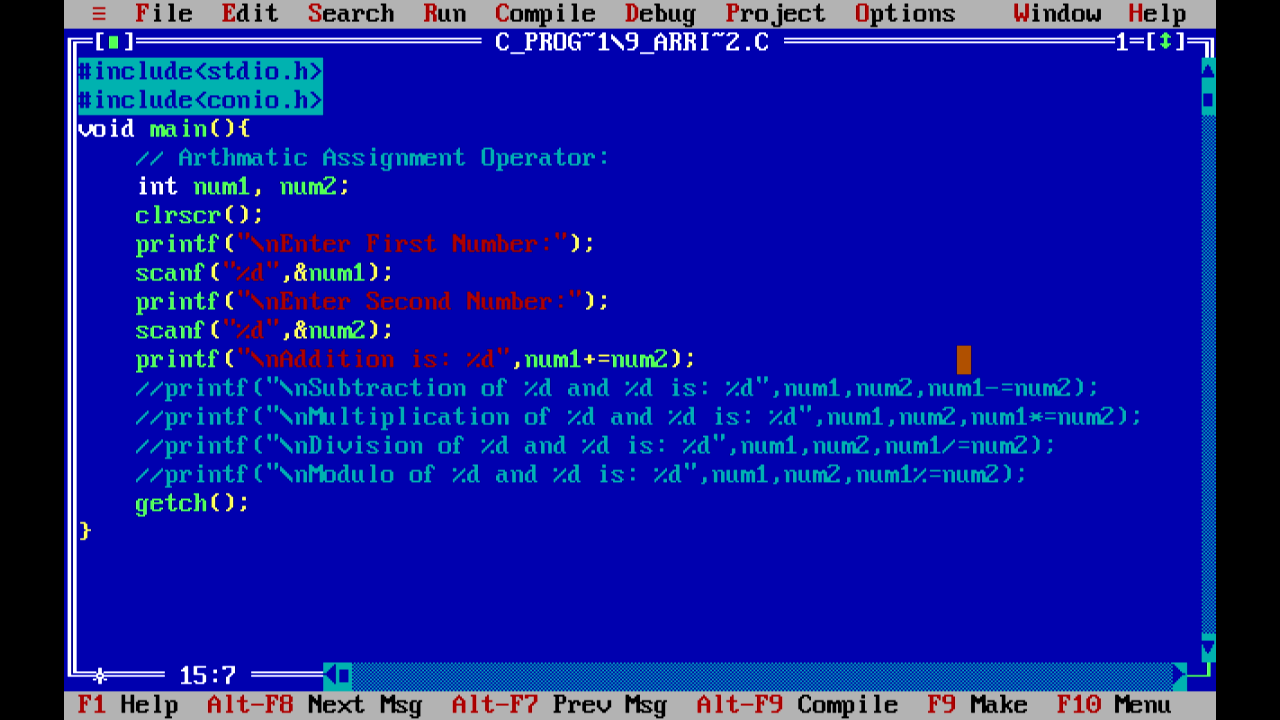 ≡ File Edit Search Run Compile Debug Project Options Window Help
[■] C_PROG~1\9_ARRI~2.C 1=[↕]
#include<stdio.h>
#include<conio.h>
void main(){
    // Arthmatic Assignment Operator:
    int num1, num2;
    clrscr();
    printf("\nEnter First Number:");
    scanf("%d",&num1);
    printf("\nEnter Second Number:");
    scanf("%d",&num2);
    printf("\nAddition is: %d",num1+=num2);
    //printf("\nSubtraction of %d and %d is: %d",num1,num2,num1-=num2);
    //printf("\nMultiplication of %d and %d is: %d",num1,num2,num1*=num2);
    //printf("\nDivision of %d and %d is: %d",num1,num2,num1/=num2);
    //printf("\nModulo of %d and %d is: %d",num1,num2,num1%=num2);
    getch();
}
15:7
F1 Help Alt-F8 Next Msg Alt-F7 Prev Msg Alt-F9 Compile F9 Make F10 Menu